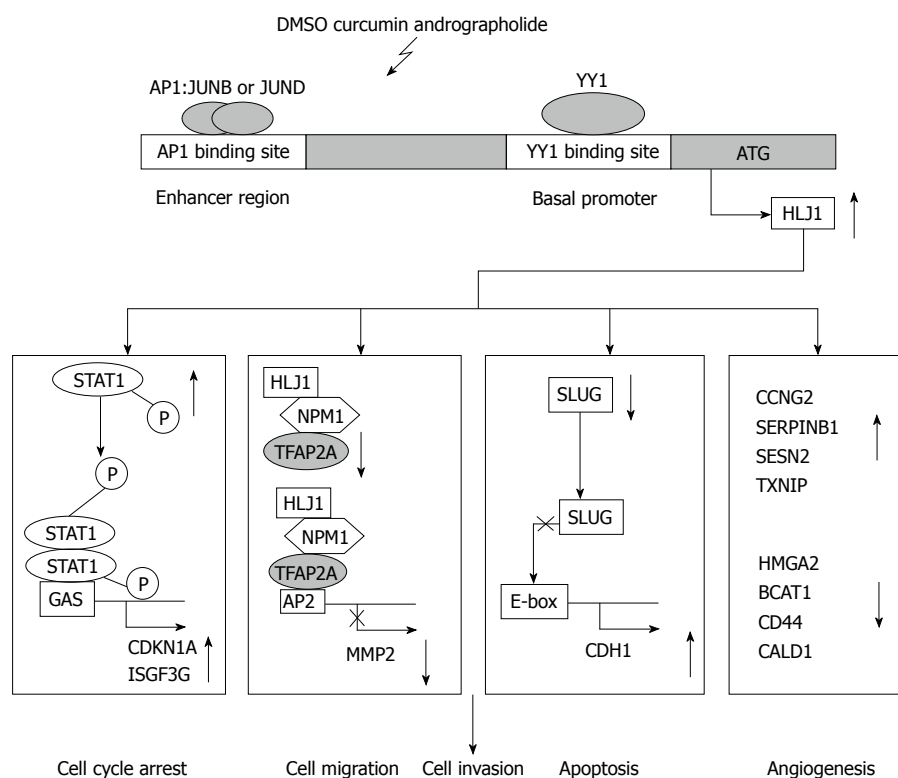 DMSO curcumin andrographolide
AP1:JUNB or JUND
YY1
AP1 binding site
YY1 binding site
ATG
Enhancer region
Basal promoter
HLJ1
STAT1
P
P
STAT1
STAT1
P
GAS
CDKN1A
ISGF3G
HLJ1
NPM1
TFAP2A
HLJ1
NPM1
TFAP2A
AP2
MMP2
SLUG
SLUG
E-box
CDH1
CCNG2
SERPINB1
SESN2
TXNIP
HMGA2
BCAT1
CD44
CALD1
Cell cycle arrest
Cell migration
Cell invasion
Apoptosis
Angiogenesis